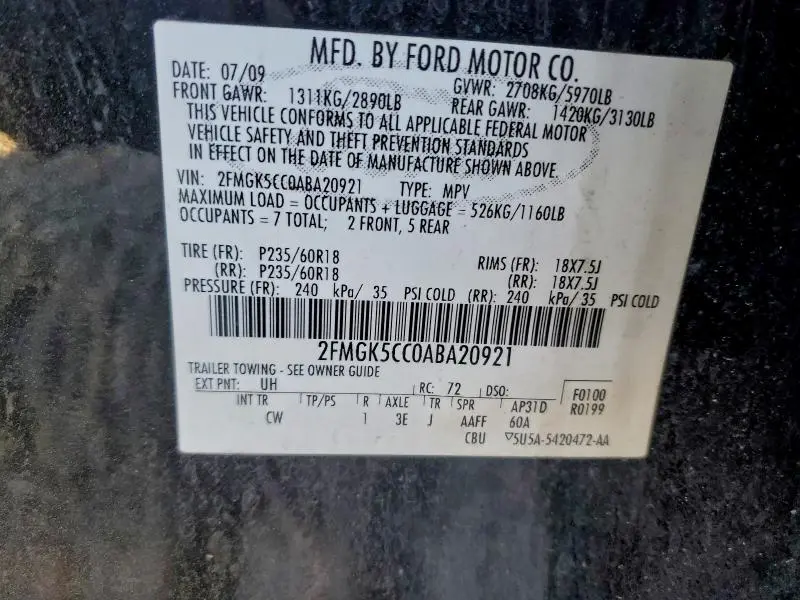 MFD. BY FORD MOTOR CO.
DATE: 07/09 GVWR: 2708KG/5970LB
FRONT GAWR: 1311KG/2890LB REAR GAWR: 1420KG/3130LB
THIS VEHICLE CONFORMS TO ALL APPLICABLE FEDERAL MOTOR
VEHICLE SAFETY AND THEFT PREVENTION STANDARDS
IN EFFECT ON THE DATE OF MANUFACTURE SHOWN ABOVE.
VIN: 2FMGK5CC0ABA20921 TYPE: MPV
MAXIMUM LOAD = OCCUPANTS + LUGGAGE = 526KG/1160LB
OCCUPANTS = 7 TOTAL; 2 FRONT, 5 REAR
TIRE (FR): P235/60R18 RIMS (FR): 18X7.5J
(RR): P235/60R18 (RR): 18X7.5J
PRESSURE (FR): 240 kPa/ 35 PSI COLD (RR): 240 kPa/ 35 PSI COLD
2FMGK5CC0ABA20921
TRAILER TOWING - SEE OWNER GUIDE
EXT PNT: UH RC: 72 DSO: F0100
INT TR TP/PS R AXLE TR SPR AP31D R0199
CW 1 3E J AAFF 60A
CBU ▽5U5A-5420472-AA